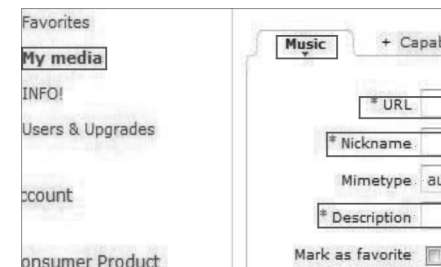 Favorites
My media
INFO!
Users & Upgrades
ccount
onsumer Product
Music
+ Capab
* URL
* Nickname
Mimetype au
* Description
Mark as favorite